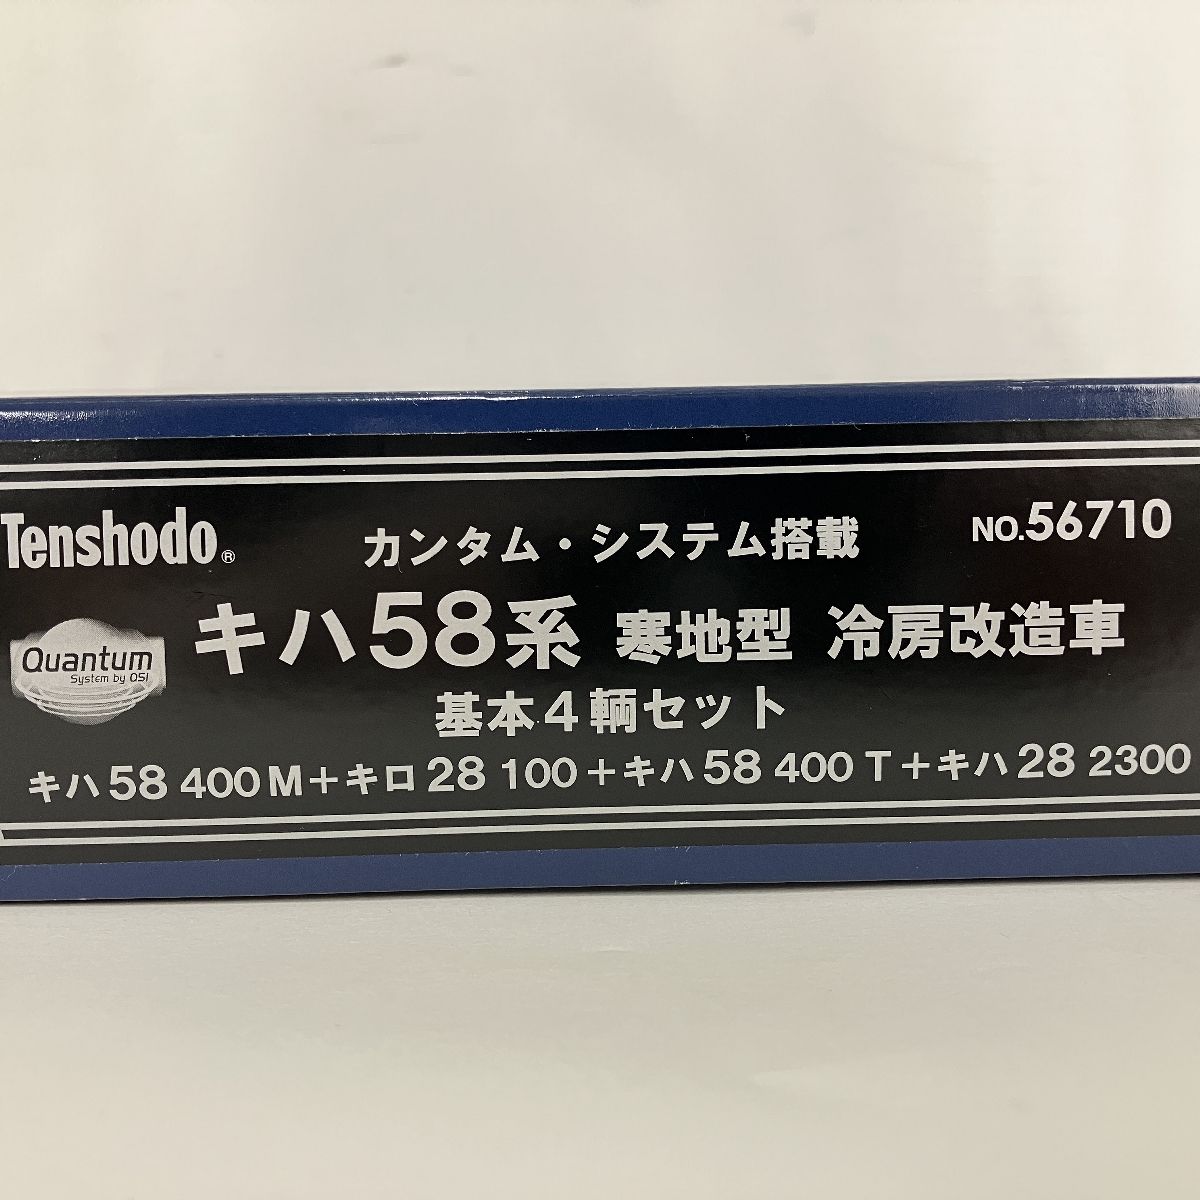 Tenshodo®
カンタム・システム搭載
NO.56710
Quantum
System by QSI
キハ58系 寒地型 冷房改造車
基本4輌セット
キハ58 400M+キロ28 100+キハ58 400T+キハ28 2300